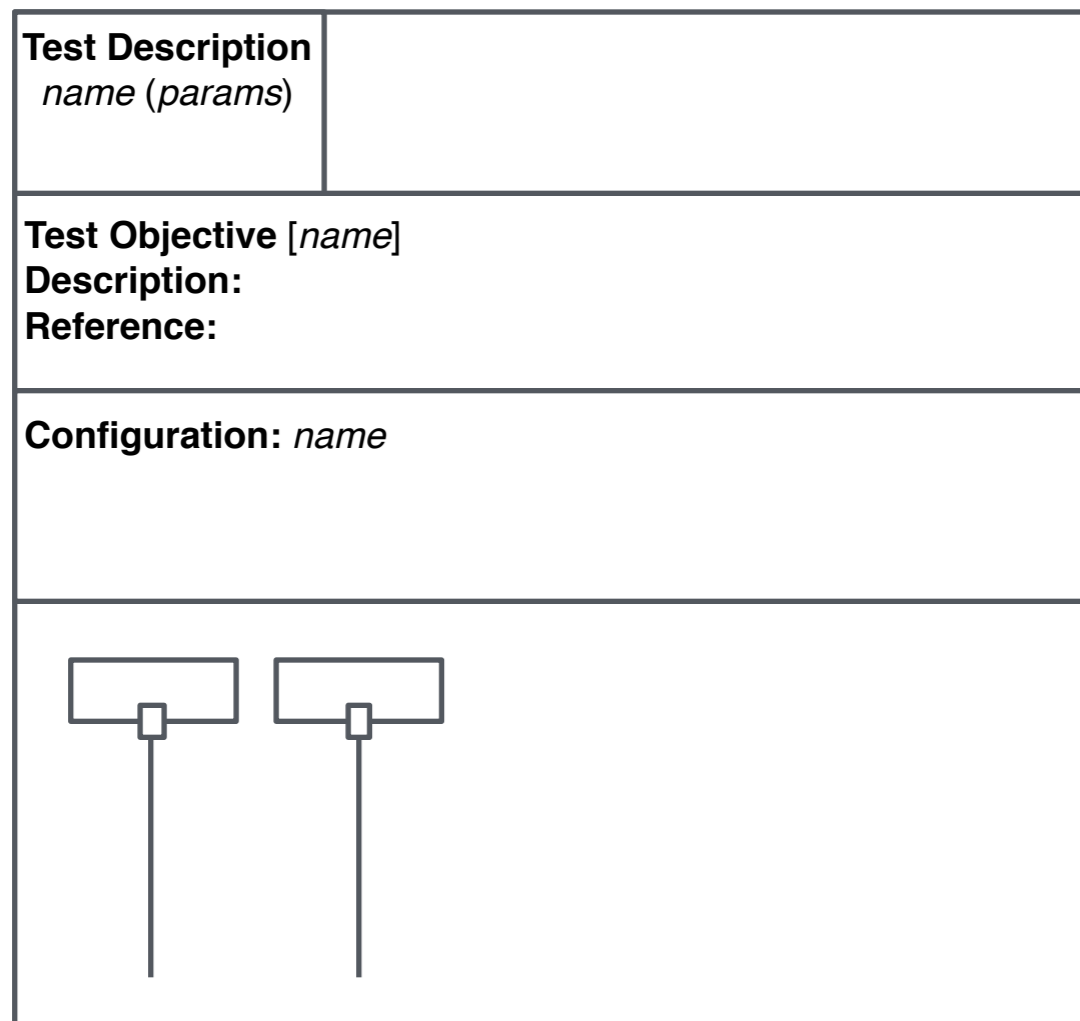 Test Description
name (params)
Test Objective [name]
Description:
Reference:
Configuration: name